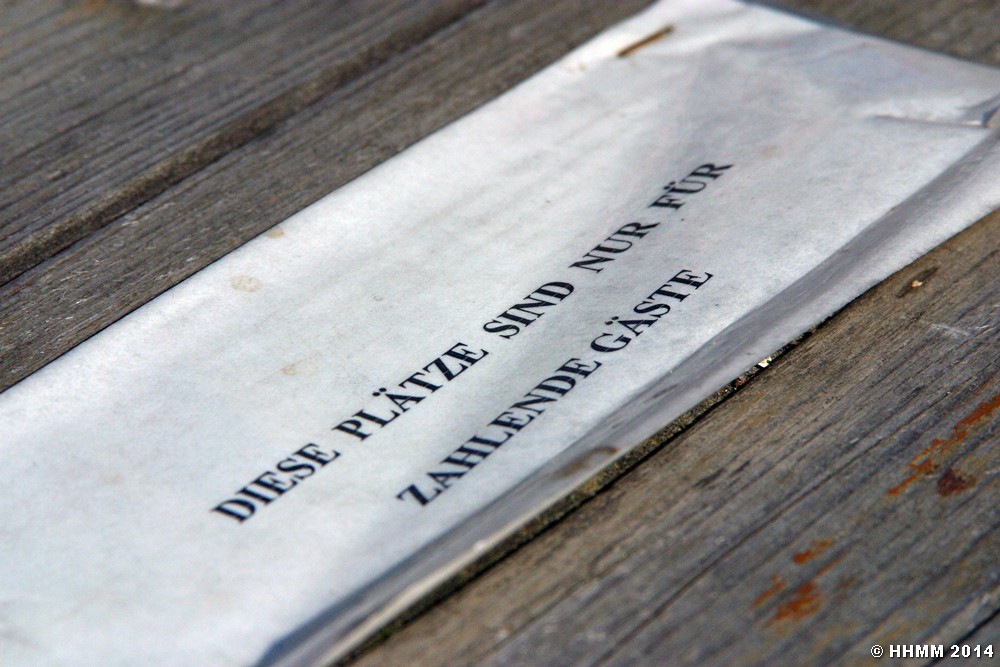 DIESE PLÄTZE SIND NUR FÜR
ZAHLENDE GÄSTE
© HHMM 2014